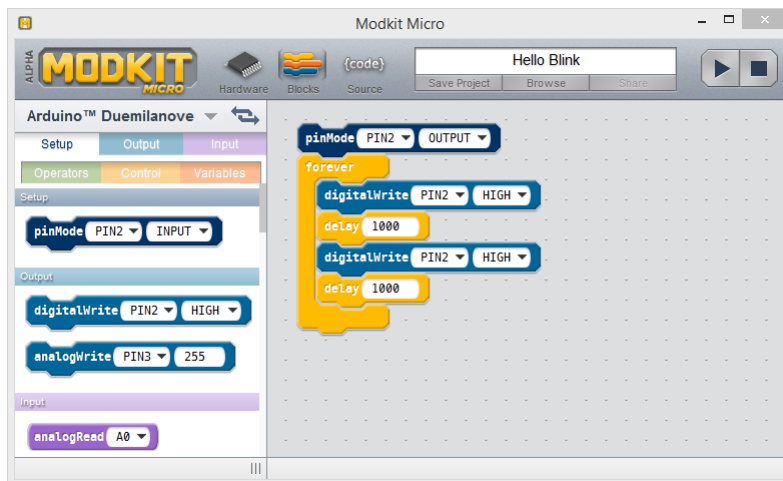 Modkit Micro
ALPHA
MODKIT
MICRO
Hardware
Blocks
{code}
Source
Hello Blink
Save Project Browse Share
Arduino™ Duemilanove
Setup Output Input
Operators Control Variables
Setup
pinMode PIN2 INPUT
Output
digitalWrite PIN2 HIGH
analogWrite PIN3 255
Input
analogRead A0
pinMode PIN2 OUTPUT
forever
digitalWrite PIN2 HIGH
delay 1000
digitalWrite PIN2 HIGH
delay 1000